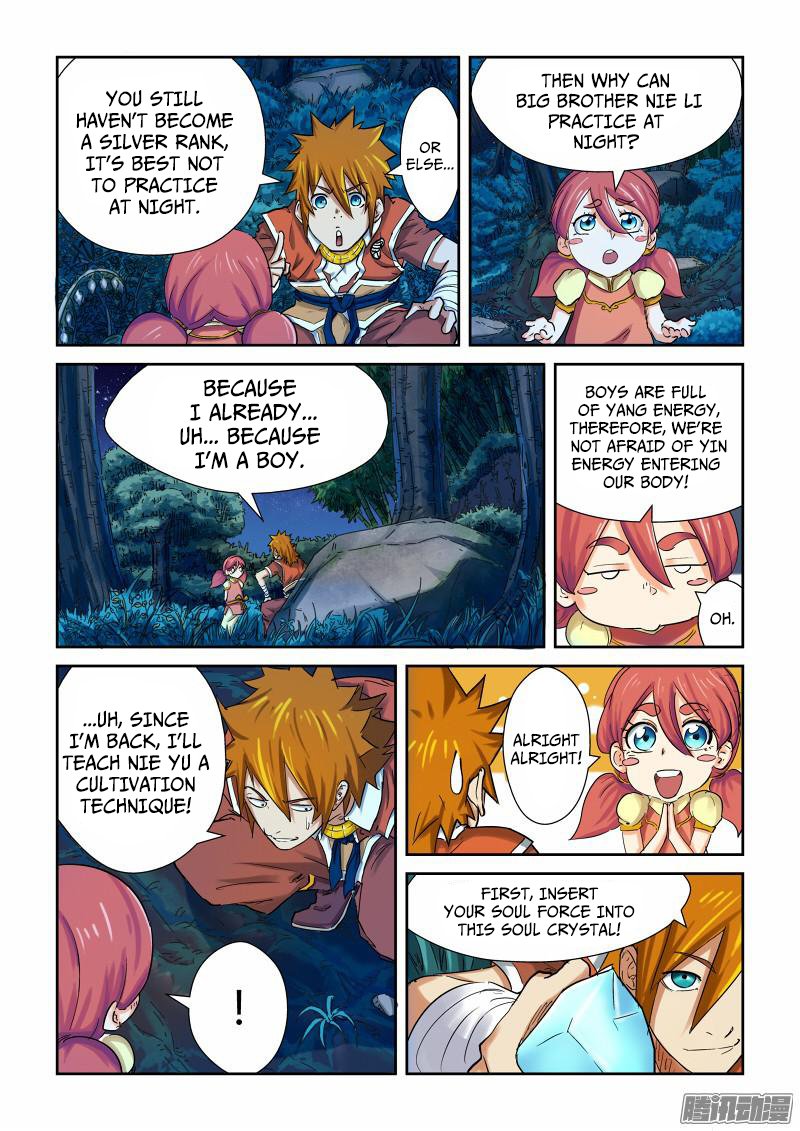 YOU STILL
HAVEN'T BECOME
A SILVER RANK,
IT'S BEST NOT
TO PRACTICE
AT NIGHT.
OR
ELSE...
THEN WHY CAN
BIG BROTHER NIE LI
PRACTICE AT
NIGHT?
BECAUSE
I ALREADY...
UH... BECAUSE
I'M A BOY.
BOYS ARE FULL
OF YANG ENERGY,
THEREFORE, WE'RE
NOT AFRAID OF YIN
ENERGY ENTERING
OUR BODY!
OH.
...UH, SINCE
I'M BACK, I'LL
TEACH NIE YU A
CULTIVATION
TECHNIQUE!
!
ALRIGHT
ALRIGHT!
FIRST, INSERT
YOUR SOUL FORCE INTO
THIS SOUL CRYSTAL!
腾讯动漫